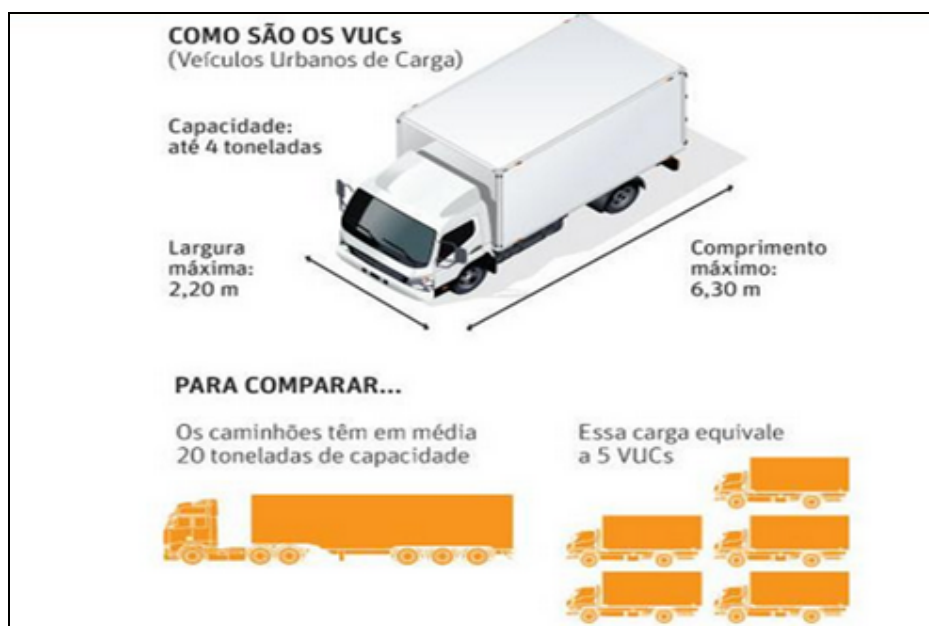 COMO SÃO OS VUCs
(Veículos Urbanos de Carga)
Capacidade:
até 4 toneladas
Largura
máxima:
2,20 m
Comprimento
máximo:
6,30 m
PARA COMPARAR...
Os caminhões têm em média
20 toneladas de capacidade
Essa carga equivale
a 5 VUCs